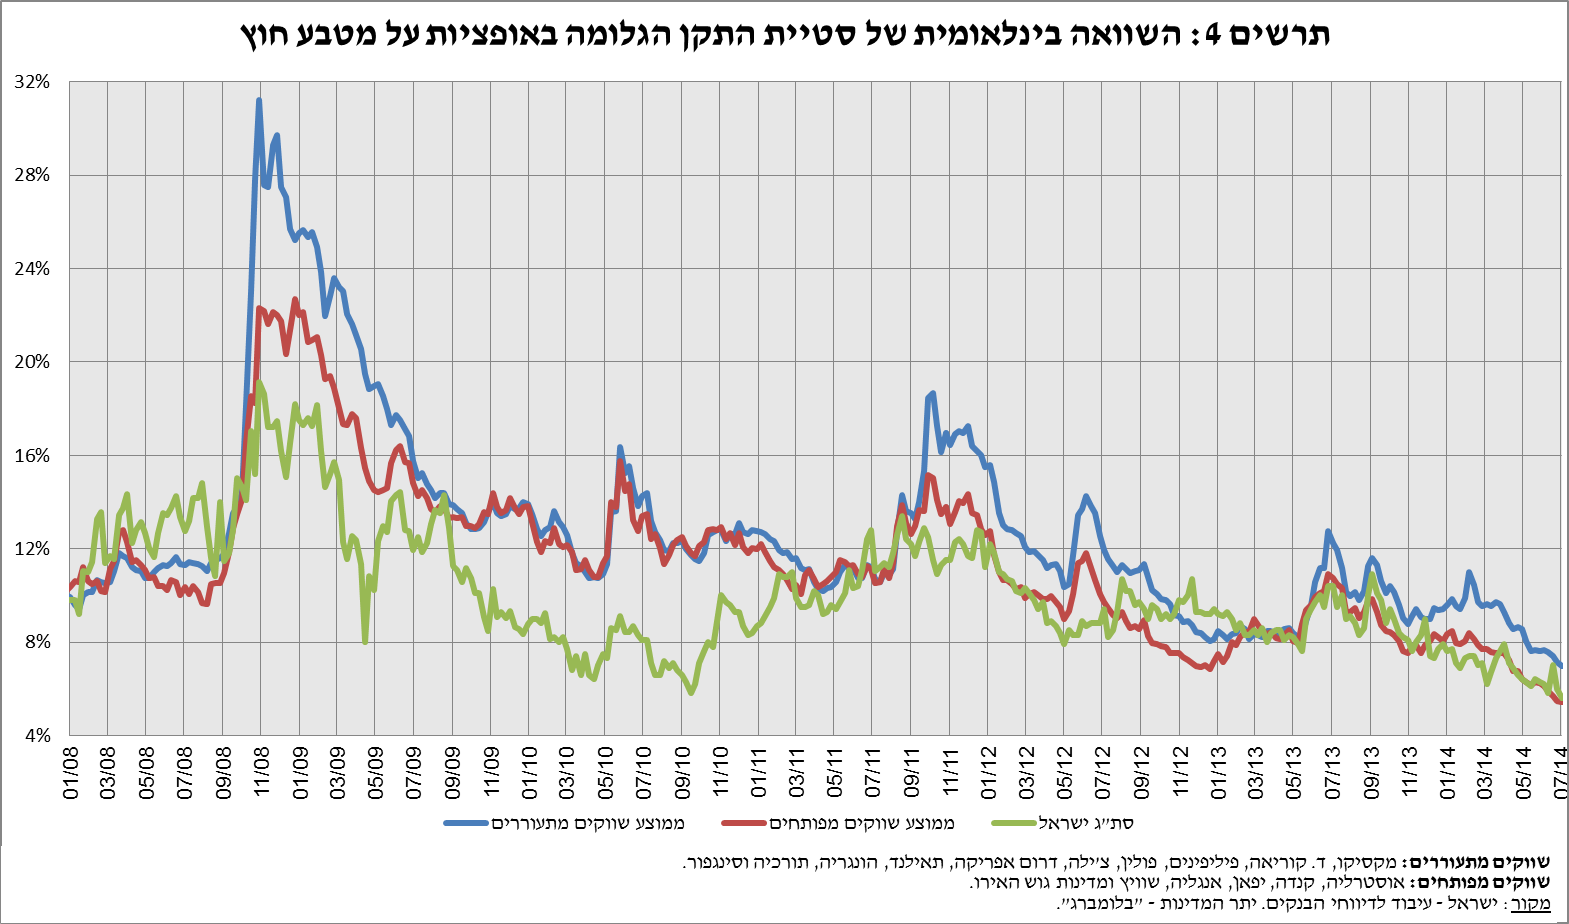 תרשים 4: השוואה בינלאומית של סטיית התקן הגלומה באופציות על מטבע חוץ
32%
28%
24%
20%
16%
12%
8%
4%
01/08 03/08 05/08 07/08 09/08 11/08 01/09 03/09 05/09 07/09 09/09 11/09 01/10 03/10 05/10 07/10 09/10 11/10 01/11 03/11 05/11 07/11 09/11 11/11 01/12 03/12 05/12 07/12 09/12 11/12 01/13 03/13 05/13 07/13 09/13 11/13 01/14 03/14 05/14 07/14
ממוצע שווקים מתעוררים ממוצע שווקים מפותחים סת"ג ישראל
שווקים מתעוררים: מקסיקו, ד. קוריאה, פיליפינים, פולין, צ'ילה, דרום אפריקה, תאילנד, הונגריה, תורכיה וסינגפור.
שווקים מפותחים: אוסטרליה, קנדה, יפאן, אנגליה, שוויץ ומדינות גוש האירו.
מקור: ישראל - עיבוד לדיווחי הבנקים. יתר המדינות - "בלומברג".